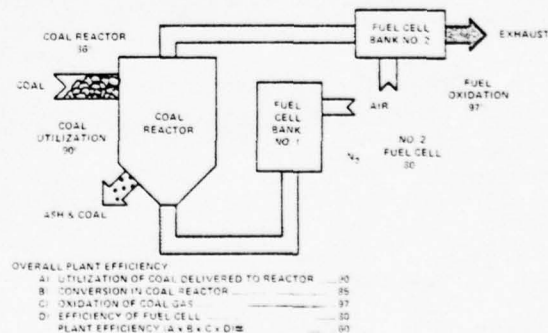 FUEL CELL
BANK NO. 2
EXHAUST
COAL REACTOR
COAL
FUEL
OXIDATION
97
AIR
COAL
REACTOR
FUEL
CELL
BANK
NO. 1
COAL
UTILIZATION
90
NO. 2
FUEL CELL
80
ASH & COAL
OVERALL PLANT EFFICIENCY
A) UTILIZATION OF COAL DELIVERED TO REACTOR 90
B) CONVERSION IN COAL REACTOR
C) OXIDATION OF COAL GAS 97
D) EFFICIENCY OF FUEL CELL 80
PLANT EFFICIENCY (A x B x C x D) 60